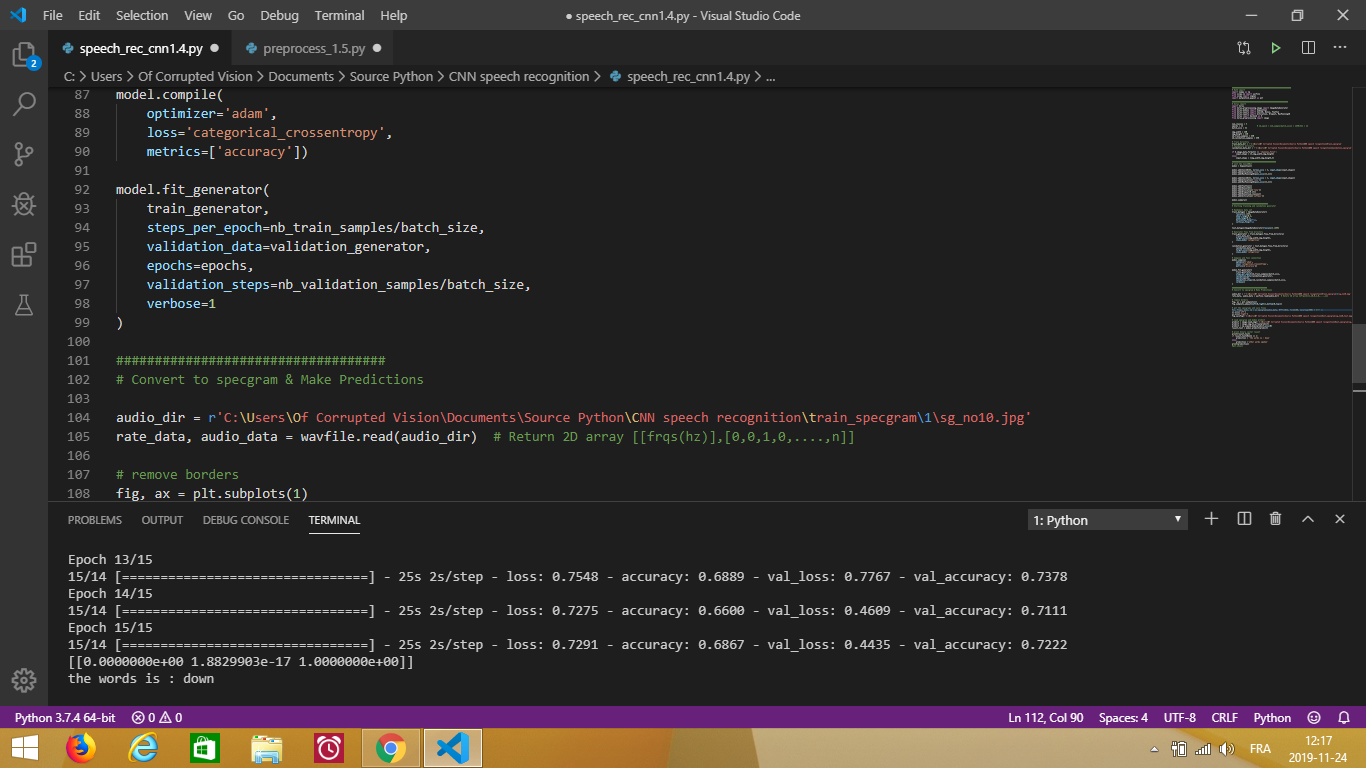 File Edit Selection View Go Debug Terminal Help
● speech_rec_cnn1.4.py - Visual Studio Code
speech_rec_cnn1.4.py ● preprocess_1.5.py ●
C: > Users > Of Corrupted Vision > Documents > Source Python > CNN speech recognition > speech_rec_cnn1.4.py > ...
2
87 model.compile(
88 optimizer='adam',
89 loss='categorical_crossentropy',
90 metrics=['accuracy'])
91
92 model.fit_generator(
93 train_generator,
94 steps_per_epoch=nb_train_samples/batch_size,
95 validation_data=validation_generator,
96 epochs=epochs,
97 validation_steps=nb_validation_samples/batch_size,
98 verbose=1
99 )
100
101 ###################################
102 # Convert to specgram & Make Predictions
103
104 audio_dir = r'C:\Users\Of Corrupted Vision\Documents\Source Python\CNN speech recognition\train_specgram\1\sg_no10.jpg'
105 rate_data, audio_data = wavfile.read(audio_dir)  # Return 2D array [[frqs(hz)],[0,0,1,0,....,n]]
106
107 # remove borders
108 fig, ax = plt.subplots(1)
PROBLEMS OUTPUT DEBUG CONSOLE TERMINAL
1: Python
Epoch 13/15
15/14 [================================] - 25s 2s/step - loss: 0.7548 - accuracy: 0.6889 - val_loss: 0.7767 - val_accuracy: 0.7378
Epoch 14/15
15/14 [================================] - 25s 2s/step - loss: 0.7275 - accuracy: 0.6600 - val_loss: 0.4609 - val_accuracy: 0.7111
Epoch 15/15
15/14 [================================] - 25s 2s/step - loss: 0.7291 - accuracy: 0.6867 - val_loss: 0.4435 - val_accuracy: 0.7222
[[0.0000000e+00 1.8829903e-17 1.0000000e+00]]
the words is : down
Python 3.7.4 64-bit 0 0 Ln 112, Col 90 Spaces: 4 UTF-8 CRLF Python
FRA
12:17
2019-11-24